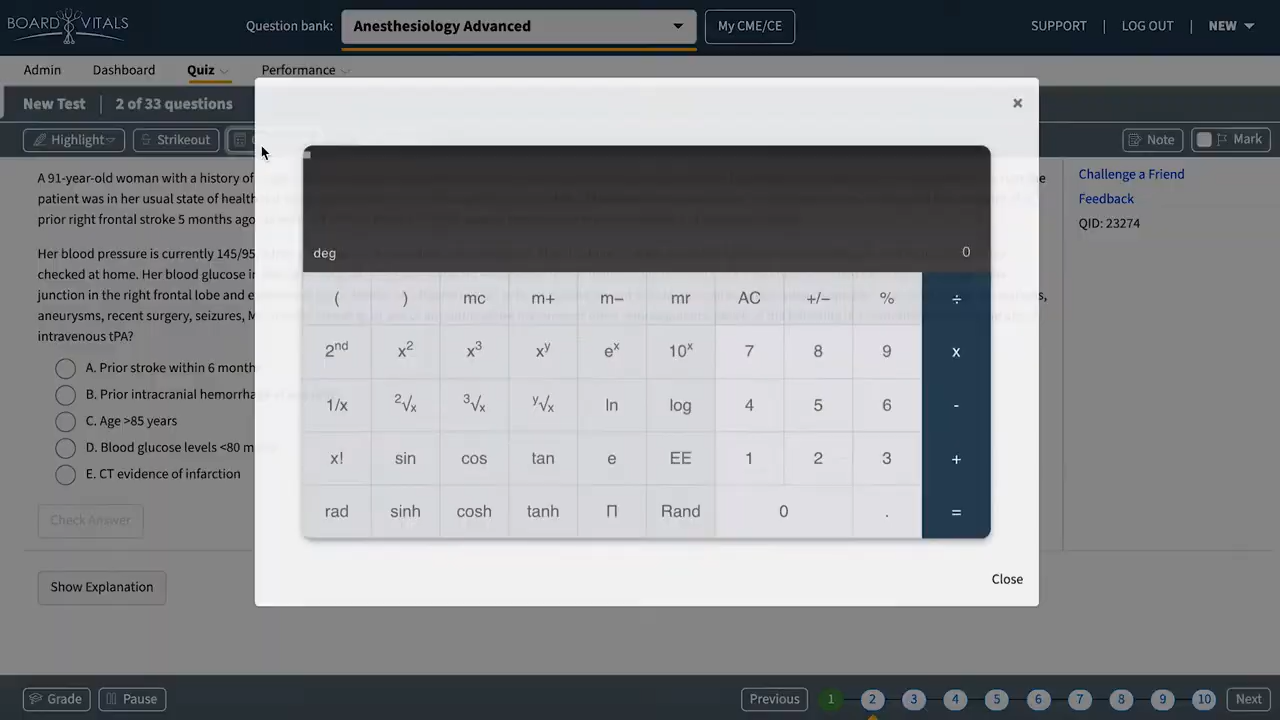 BOARD VITALS
Question bank:
Anesthesiology Advanced
My CME/CE
SUPPORT | LOG OUT | NEW
Admin
Dashboard
Quiz
Performance
New Test | 2 of 33 questions
×
Highlight
Strikeout
Note
Mark
A 91-year-old woman with a history of
patient was in her usual state of health
prior right frontal stroke 5 months ago
Her blood pressure is currently 145/95
checked at home. Her blood glucose
junction in the right frontal lobe and
aneurysms, recent surgery, seizures,
intravenous tPA?
A. Prior stroke within 6 month
B. Prior intracranial hemorrha
C. Age >85 years
D. Blood glucose levels <80 m
E. CT evidence of infarction
Check Answer
Show Explanation
Challenge a Friend
Feedback
QID: 23274
deg 0
( ) mc m+ m− mr AC +/− % ÷
2nd x2 x3 xy ex 10x 7 8 9 x
1/x 2√x 3√x y√x ln log 4 5 6 -
x! sin cos tan e EE 1 2 3 +
rad sinh cosh tanh Π Rand 0 . =
Close
Grade
Pause
Previous 1 2 3 4 5 6 7 8 9 10 Next